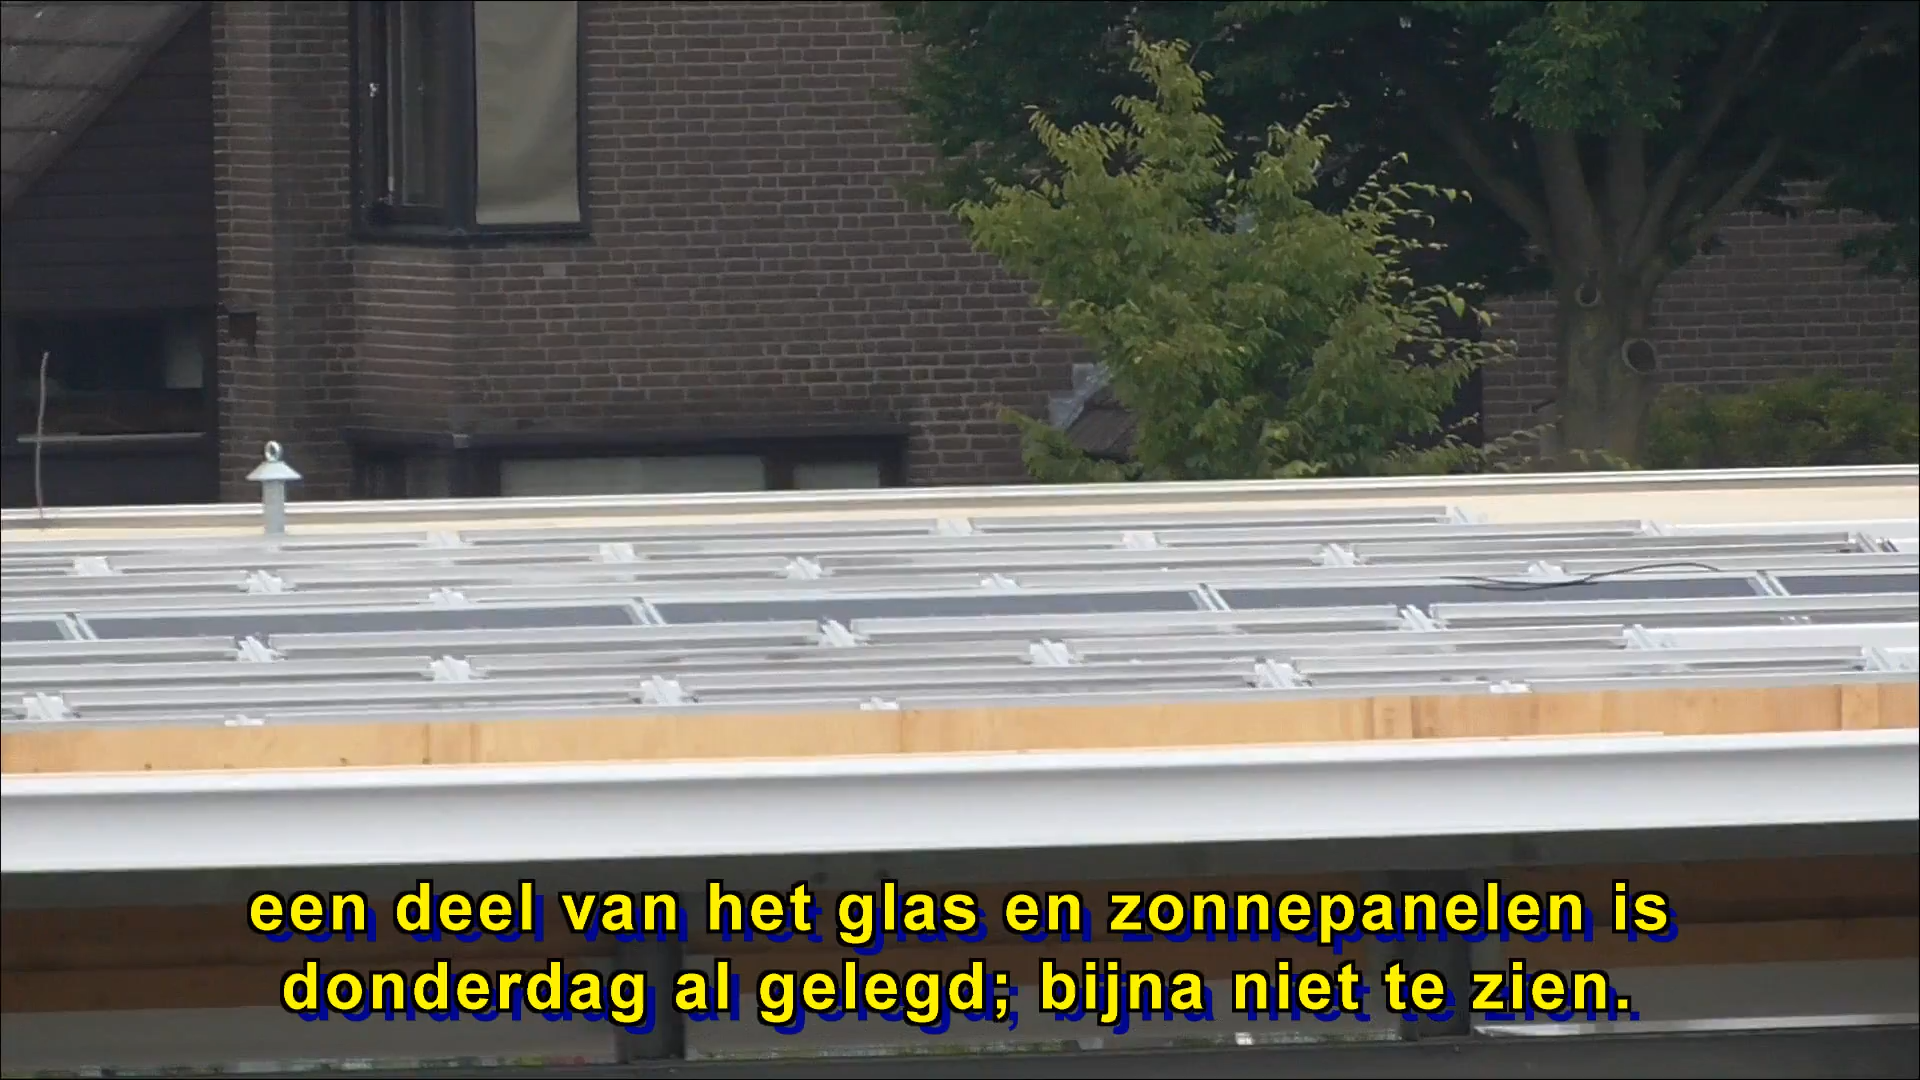 een deel van het glas en zonnepanelen is
donderdag al gelegd; bijna niet te zien.